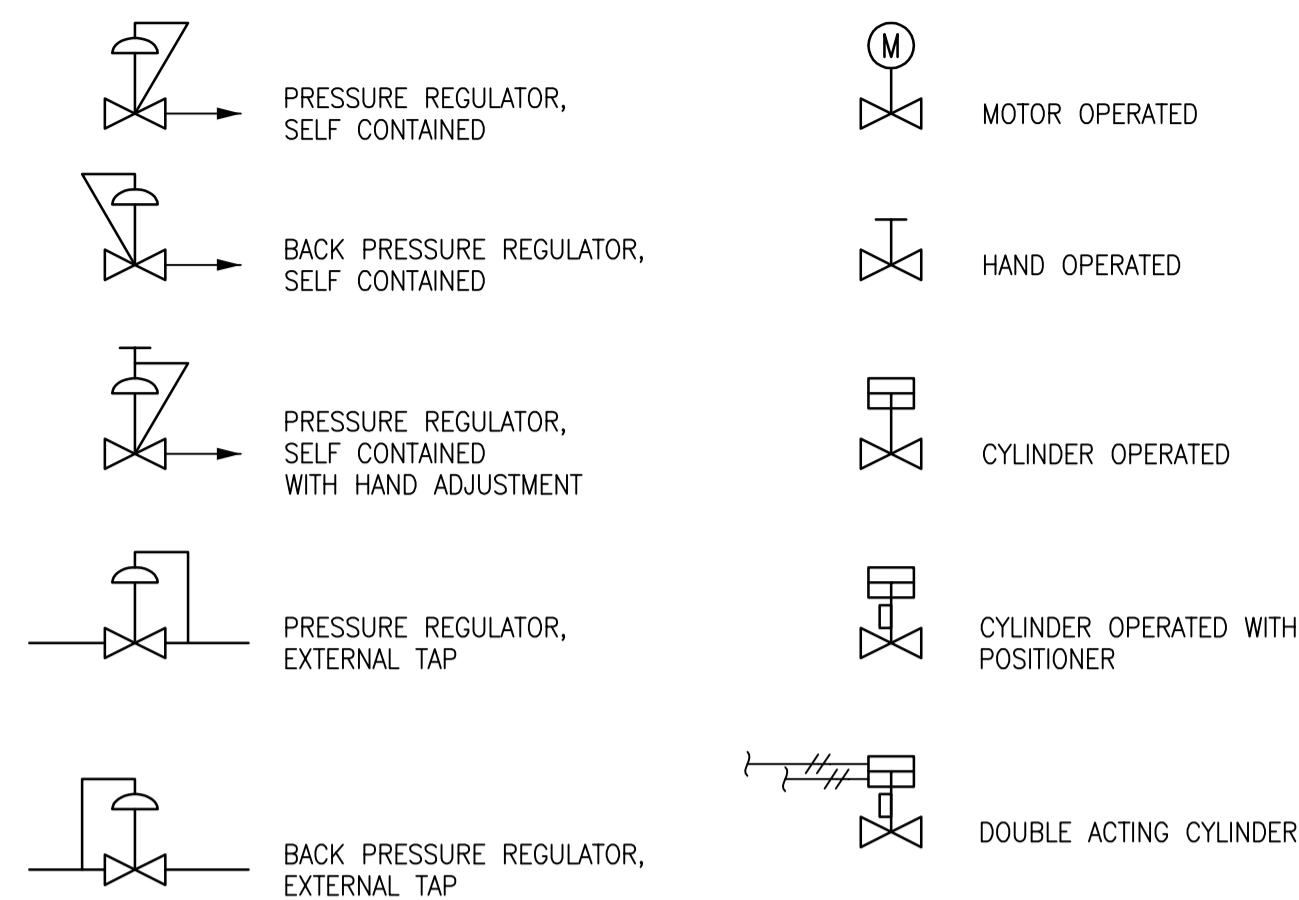 PRESSURE REGULATOR,
SELF CONTAINED
BACK PRESSURE REGULATOR,
SELF CONTAINED
PRESSURE REGULATOR,
SELF CONTAINED
WITH HAND ADJUSTMENT
PRESSURE REGULATOR,
EXTERNAL TAP
BACK PRESSURE REGULATOR,
EXTERNAL TAP
M
MOTOR OPERATED
HAND OPERATED
CYLINDER OPERATED
CYLINDER OPERATED WITH
POSITIONER
DOUBLE ACTING CYLINDER